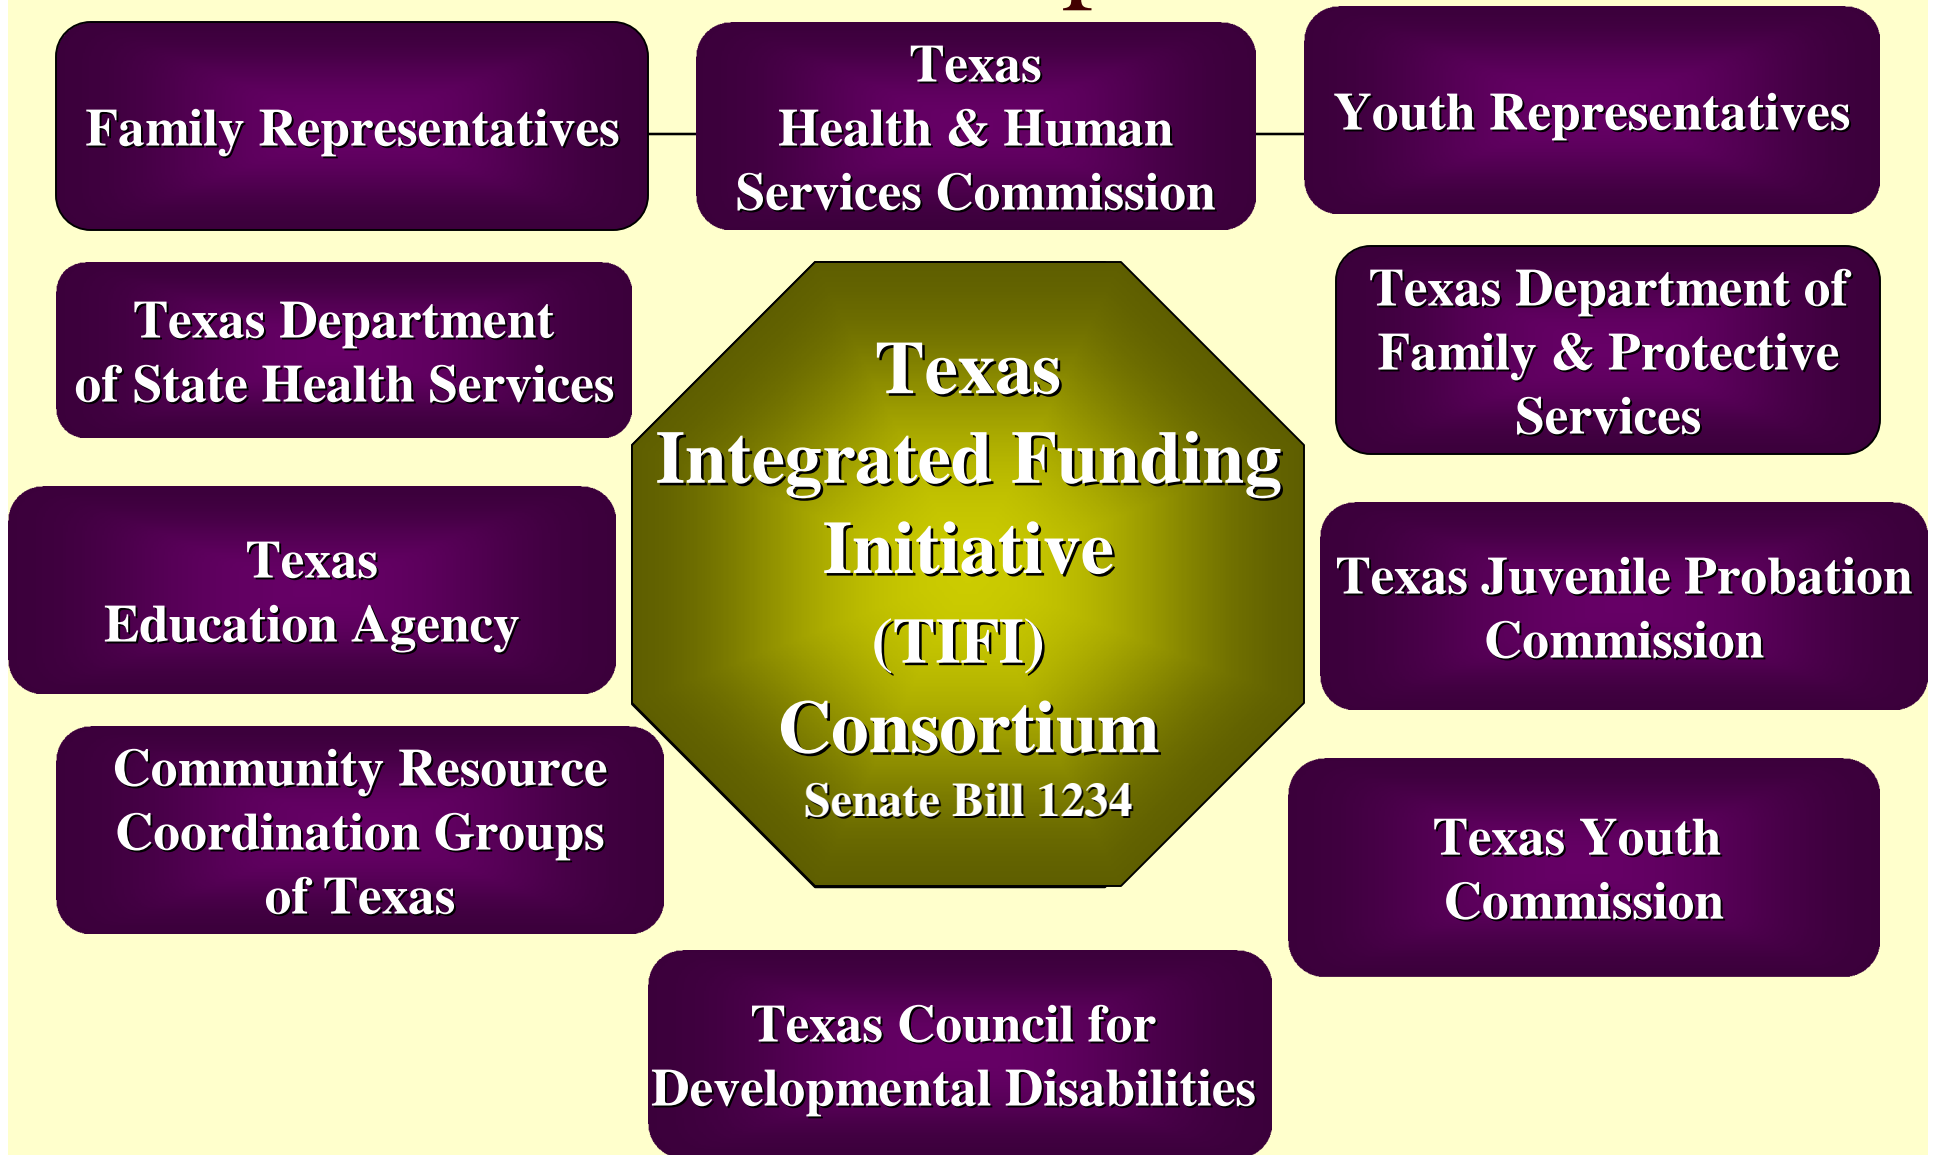 Family Representatives
Texas
Health & Human
Services Commission
Youth Representatives
Texas Department
of State Health Services
Texas Department of
Family & Protective
Services
Texas
Integrated Funding
Initiative
(TIFI)
Consortium
Senate Bill 1234
Texas
Education Agency
Texas Juvenile Probation
Commission
Community Resource
Coordination Groups
of Texas
Texas Youth
Commission
Texas Council for
Developmental Disabilities